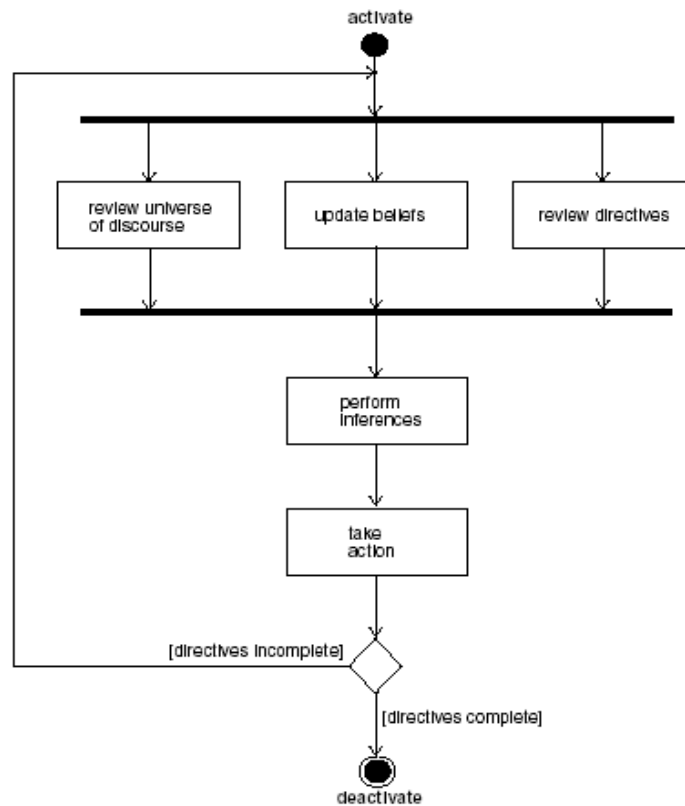 activate
review universe
of discourse
update beliefs
review directives
perform
inferences
take
action
[directives incomplete]
[directives complete]
deactivate